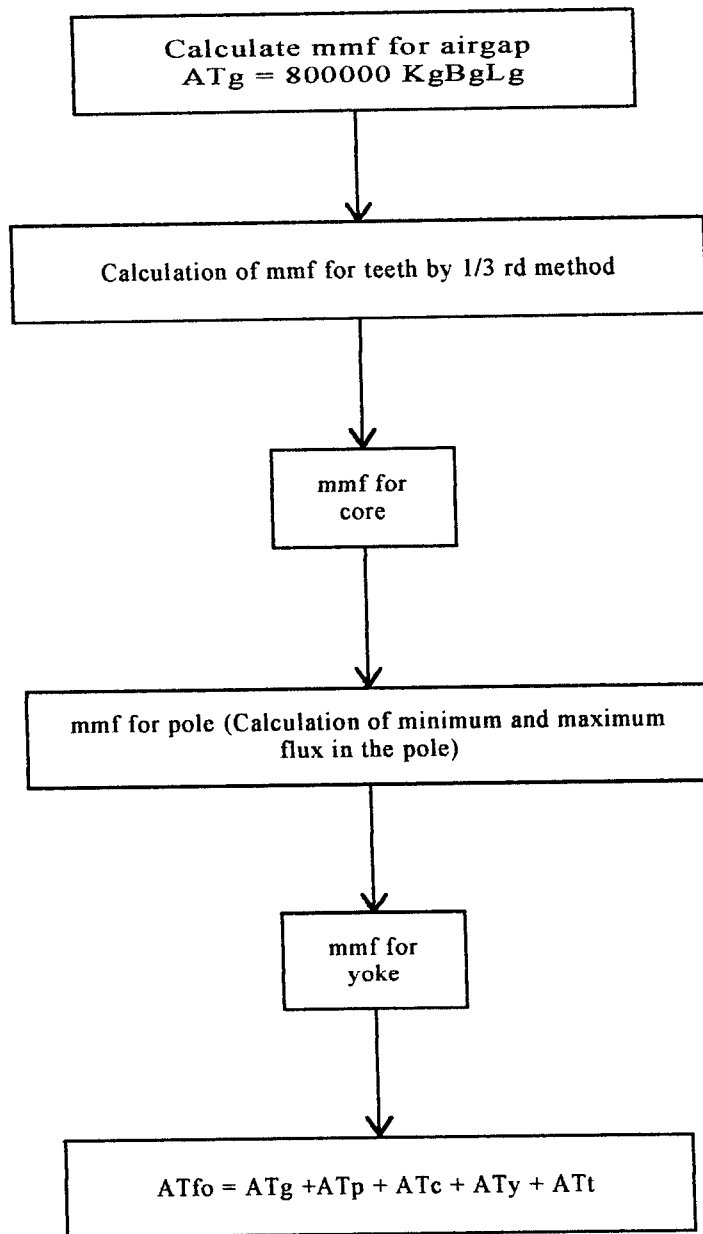 Calculate mmf for airgap
ATg = 800000 KgBgLg
Calculation of mmf for teeth by 1/3 rd method
mmf for
core
mmf for pole (Calculation of minimum and maximum
flux in the pole)
mmf for
yoke
ATfo = ATg +ATp + ATc + ATy + ATt